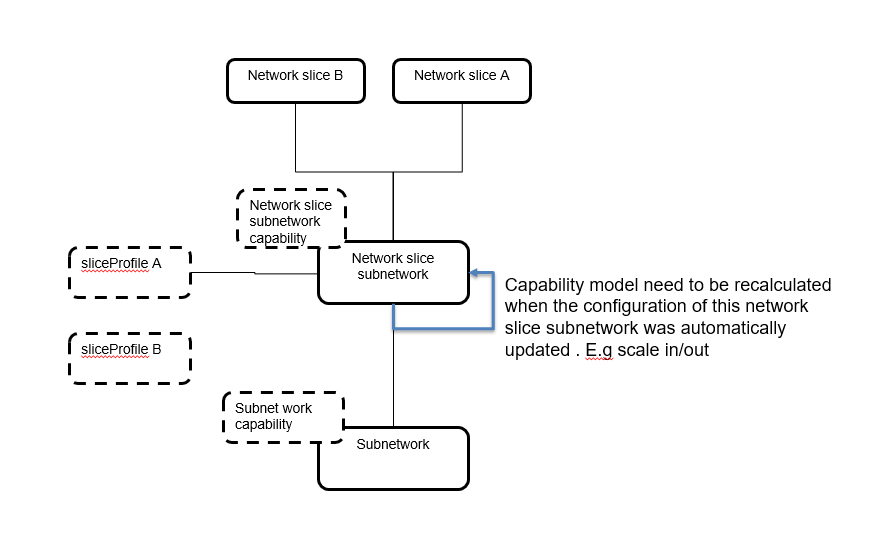 Network slice B
Network slice A
Network slice
subnetwork
capability
Network slice
subnetwork
sliceProfile A
Capability model need to be recalculated
when the configuration of this network
slice subnetwork was automatically
updated . E.g scale in/out
sliceProfile B
Subnet work
capability
Subnetwork